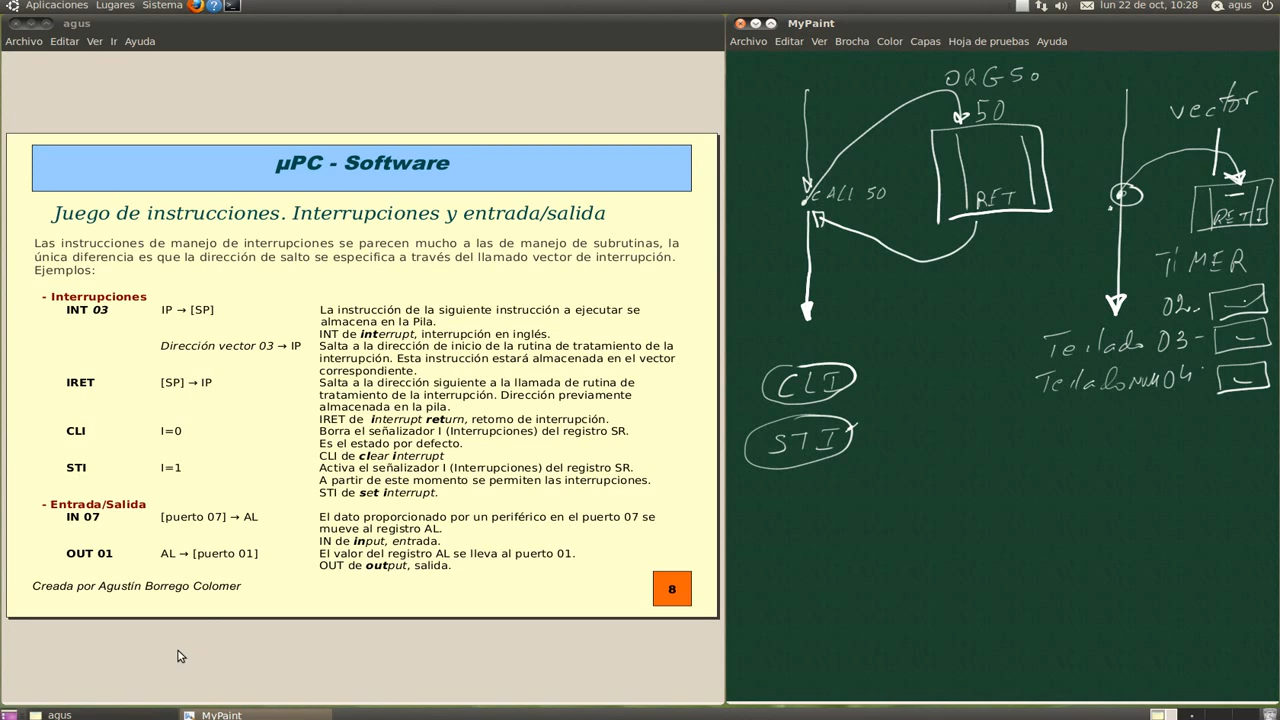 Aplicaciones Lugares Sistema
lun 22 de oct, 10:28 agus
agus
Archivo Editar Ver Ir Ayuda
µPC - Software
Juego de instrucciones. Interrupciones y entrada/salida
Las instrucciones de manejo de interrupciones se parecen mucho a las de manejo de subrutinas, la
única diferencia es que la dirección de salto se especifica a través del llamado vector de interrupción.
Ejemplos:
- Interrupciones
INT 03 IP → [SP] La instrucción de la siguiente instrucción a ejecutar se
almacena en la Pila.
INT de interrupt, interrupción en inglés.
Dirección vector 03 → IP Salta a la dirección de inicio de la rutina de tratamiento de la
interrupción. Esta instrucción estará almacenada en el vector
correspondiente.
IRET [SP] → IP Salta a la dirección siguiente a la llamada de rutina de
tratamiento de la interrupción. Dirección previamente
almacenada en la pila.
IRET de interrupt return, retorno de interrupción.
CLI I=0 Borra el señalizador I (Interrupciones) del registro SR.
Es el estado por defecto.
CLI de clear interrupt
STI I=1 Activa el señalizador I (Interrupciones) del registro SR.
A partir de este momento se permiten las interrupciones.
STI de set interrupt.
- Entrada/Salida
IN 07 [puerto 07] → AL El dato proporcionado por un periférico en el puerto 07 se
mueve al registro AL.
IN de input, entrada.
OUT 01 AL → [puerto 01] El valor del registro AL se lleva al puerto 01.
OUT de output, salida.
Creada por Agustín Borrego Colomer
8
MyPaint
Archivo Editar Ver Brocha Color Capas Hoja de pruebas Ayuda
ORG 50
50
vector
CALL 50
RET
RETI
TIMER
02-
Teclado 03-
Teclado NUM 04
CLI
STI
agus
MyPaint